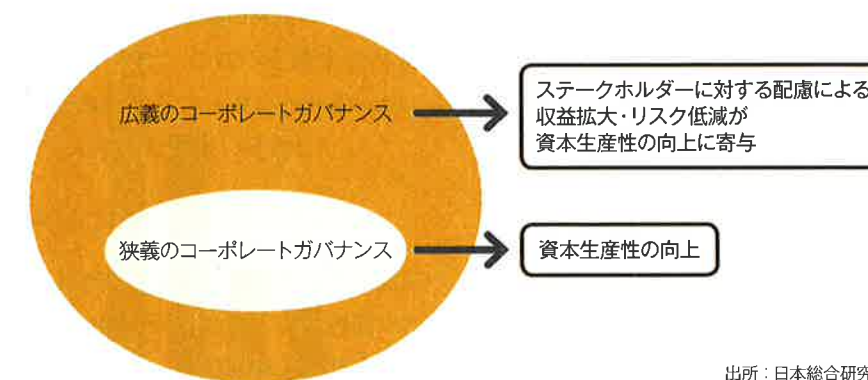 広義のコーポレートガバナンス
ステークホルダーに対する配慮による
収益拡大・リスク低減が
資本生産性の向上に寄与
狭義のコーポレートガバナンス
資本生産性の向上
出所：日本総合研究